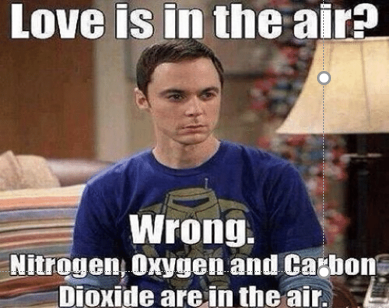 Love is in the air?
Wrong.
Nitrogen, Oxygen and Carbon
Dioxide are in the air.